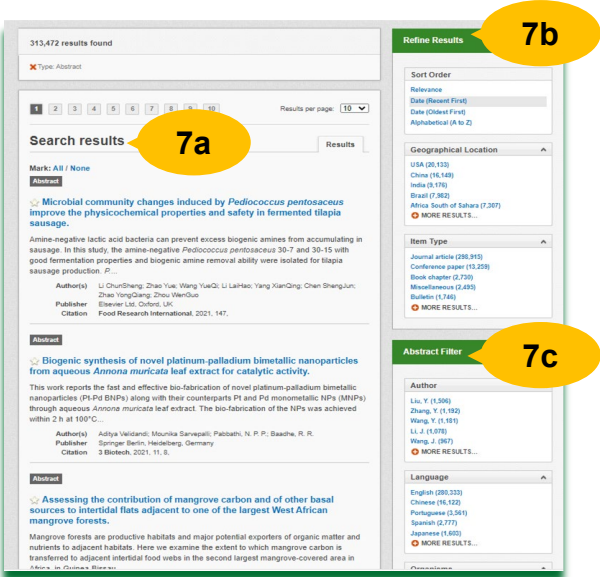 313,472 results found
Type: Abstract
1 2 3 4 5 6 7 8 9 10
Results per page: 10
Search results
7a
Results
Mark: All / None
Abstract
Microbial community changes induced by Pediococcus pentosaceus
improve the physicochemical properties and safety in fermented tilapia
sausage.
Amine-negative lactic acid bacteria can prevent excess biogenic amines from accumulating in
sausage. In this study, the amine-negative Pediococcus pentosaceus 30-7 and 30-15 with
good fermentation properties and biogenic amine removal ability were isolated for tilapia
sausage production. P....
Author(s) Li ChunSheng; Zhao Yue; Wang YueQi; Li LaiHao; Yang XianQing; Chen ShengJun;
Zhao YongQiang; Zhou WenGuo
Publisher Elsevier Ltd, Oxford, UK
Citation Food Research International, 2021, 147,
Abstract
Biogenic synthesis of novel platinum-palladium bimetallic nanoparticles
from aqueous Annona muricata leaf extract for catalytic activity.
This work reports the fast and effective bio-fabrication of novel platinum-palladium bimetallic
nanoparticles (Pt-Pd BNPs) along with their counterparts Pt and Pd monometallic NPs (MNPs)
through aqueous Annona muricata leaf extract. The bio-fabrication of the NPs was achieved
within 2 h at 100°C...
Author(s) Aditya Velidandi; Mounika Sarvepalli; Pabbathi, N. P. P.; Baadhe, R. R.
Publisher Springer Berlin, Heidelberg, Germany
Citation 3 Biotech, 2021, 11, 8,
Abstract
Assessing the contribution of mangrove carbon and of other basal
sources to intertidal flats adjacent to one of the largest West African
mangrove forests.
Mangrove forests are productive habitats and major potential exporters of organic matter and
nutrients to adjacent habitats. Here we examine the extent to which mangrove carbon is
transferred to adjacent intertidal food webs in the second largest mangrove-covered area in
Africa, in Guinea-Bissau
Refine Results
7b
Sort Order
Relevance
Date (Recent First)
Date (Oldest First)
Alphabetical (A to Z)
Geographical Location
USA (20,133)
China (16,149)
India (9,176)
Brazil (7,982)
Africa South of Sahara (7,307)
MORE RESULTS...
Item Type
Journal article (298,915)
Conference paper (13,259)
Book chapter (2,730)
Miscellaneous (2,495)
Bulletin (1,746)
MORE RESULTS...
Abstract Filter
7c
Author
Liu, Y. (1,506)
Zhang, Y. (1,192)
Wang, Y. (1,181)
Li, J. (1,078)
Wang, J. (967)
MORE RESULTS...
Language
English (280,333)
Chinese (16,122)
Portuguese (3,561)
Spanish (2,777)
Japanese (1,603)
MORE RESULTS...
Organisms